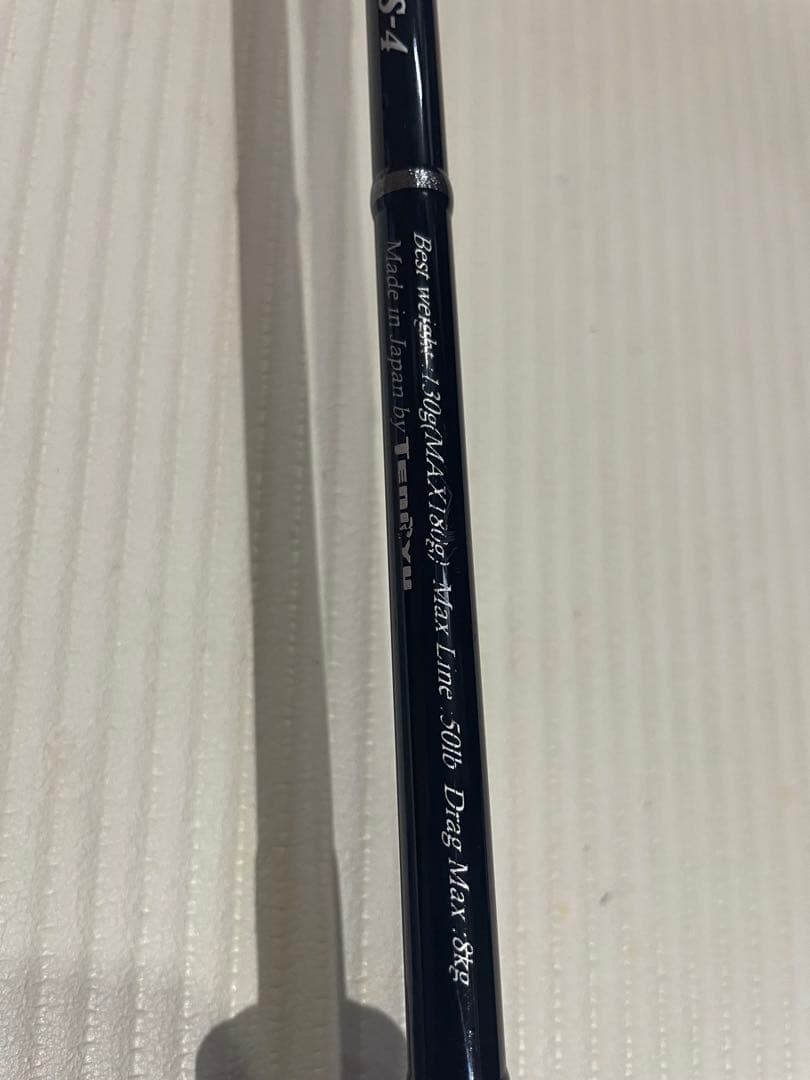 S-4
Best weight :130g(MAX180g) Max Line :50lb Drag Max :8kg
Made in Japan by Tenryu